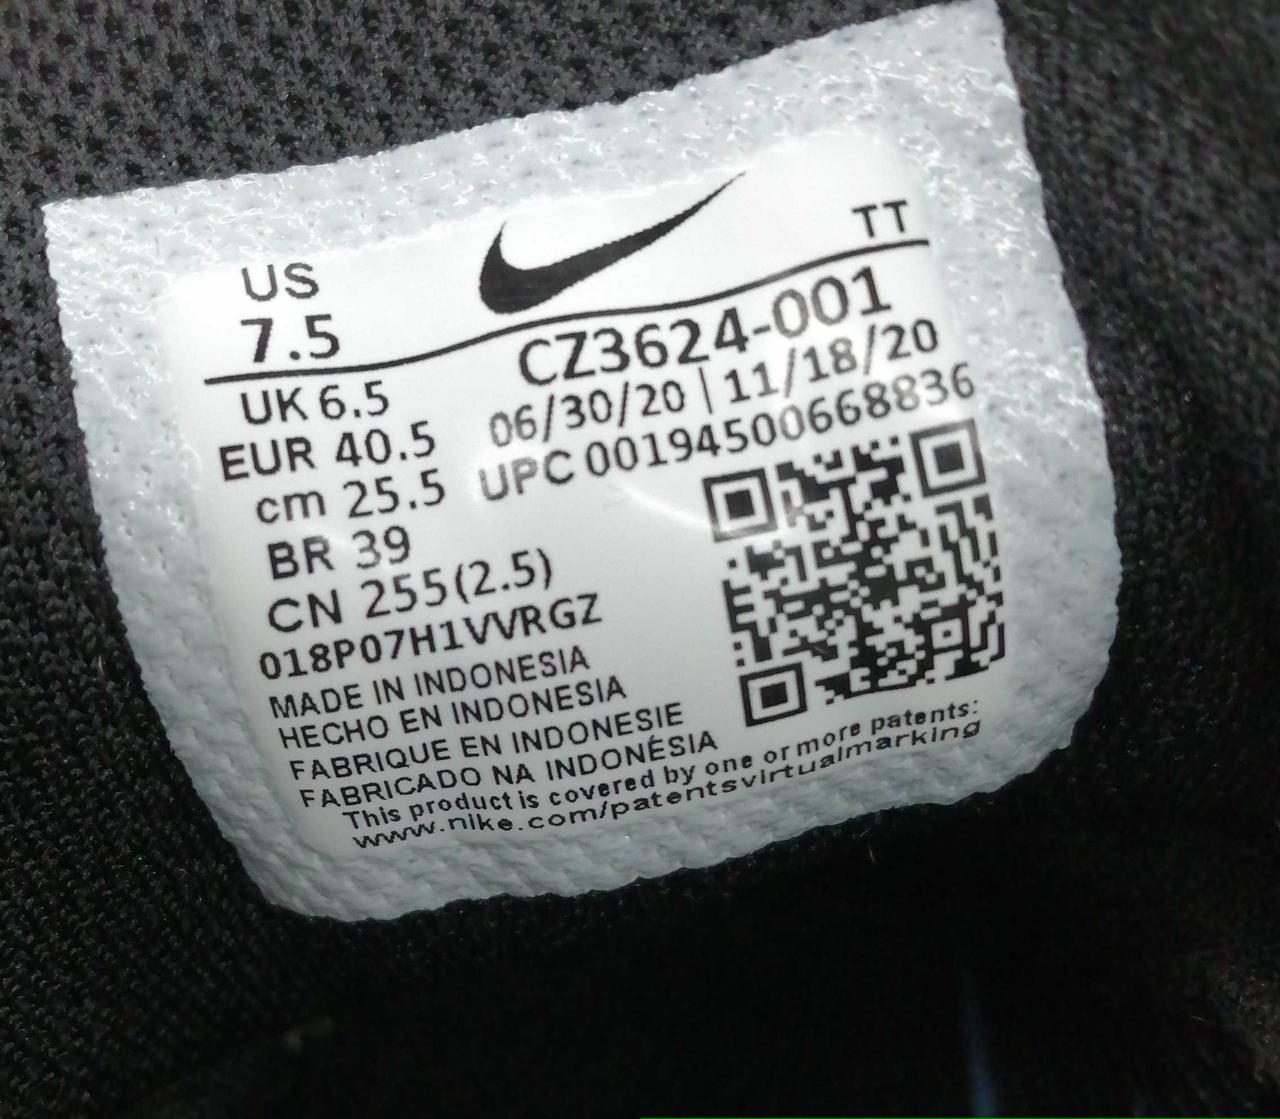 TT
US
7.5
CZ3624-001
UK 6.5
06/30/20 | 11/18/20
EUR 40.5
UPC 00194500668836
cm 25.5
BR 39
CN 255(2.5)
018P07H1VVRGZ
MADE IN INDONESIA
HECHO EN INDONESIA
FABRIQUE EN INDONESIE
FABRICADO NA INDONÉSIA
This product is covered by one or more patents:
www.nike.com/patentsvirtualmarking